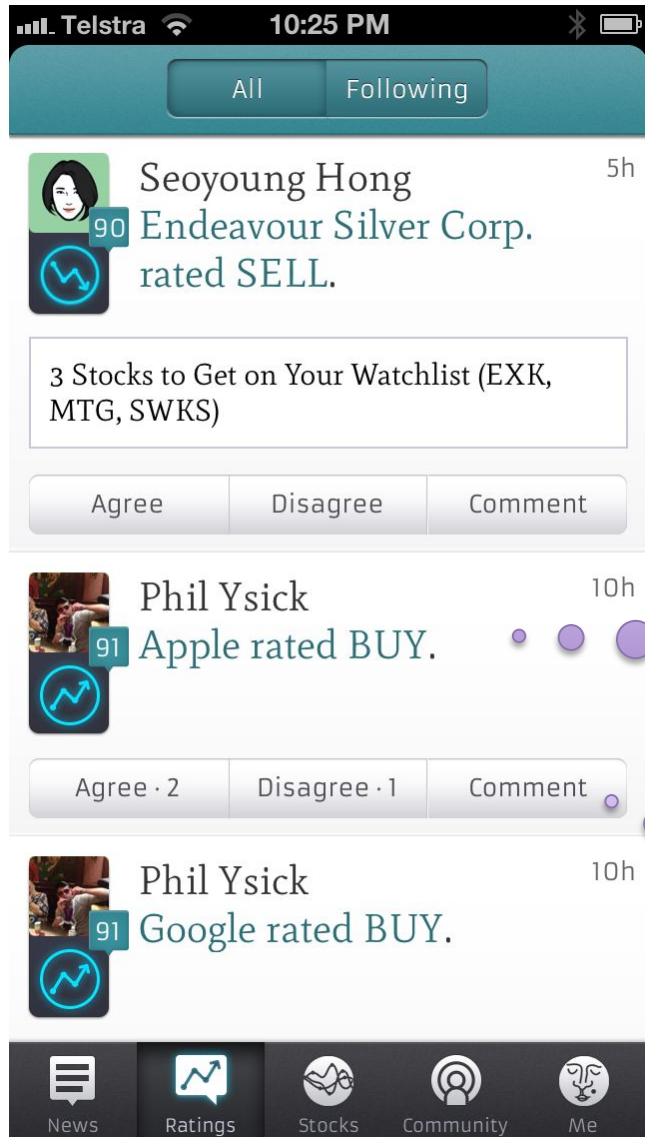 Telstra 10:25 PM
All Following
Seoyoung Hong 5h
90 Endeavour Silver Corp.
rated SELL.
3 Stocks to Get on Your Watchlist (EXK,
MTG, SWKS)
Agree Disagree Comment
Phil Ysick 10h
91 Apple rated BUY.
Agree · 2 Disagree · 1 Comment
Phil Ysick 10h
91 Google rated BUY.
News Ratings Stocks Community Me